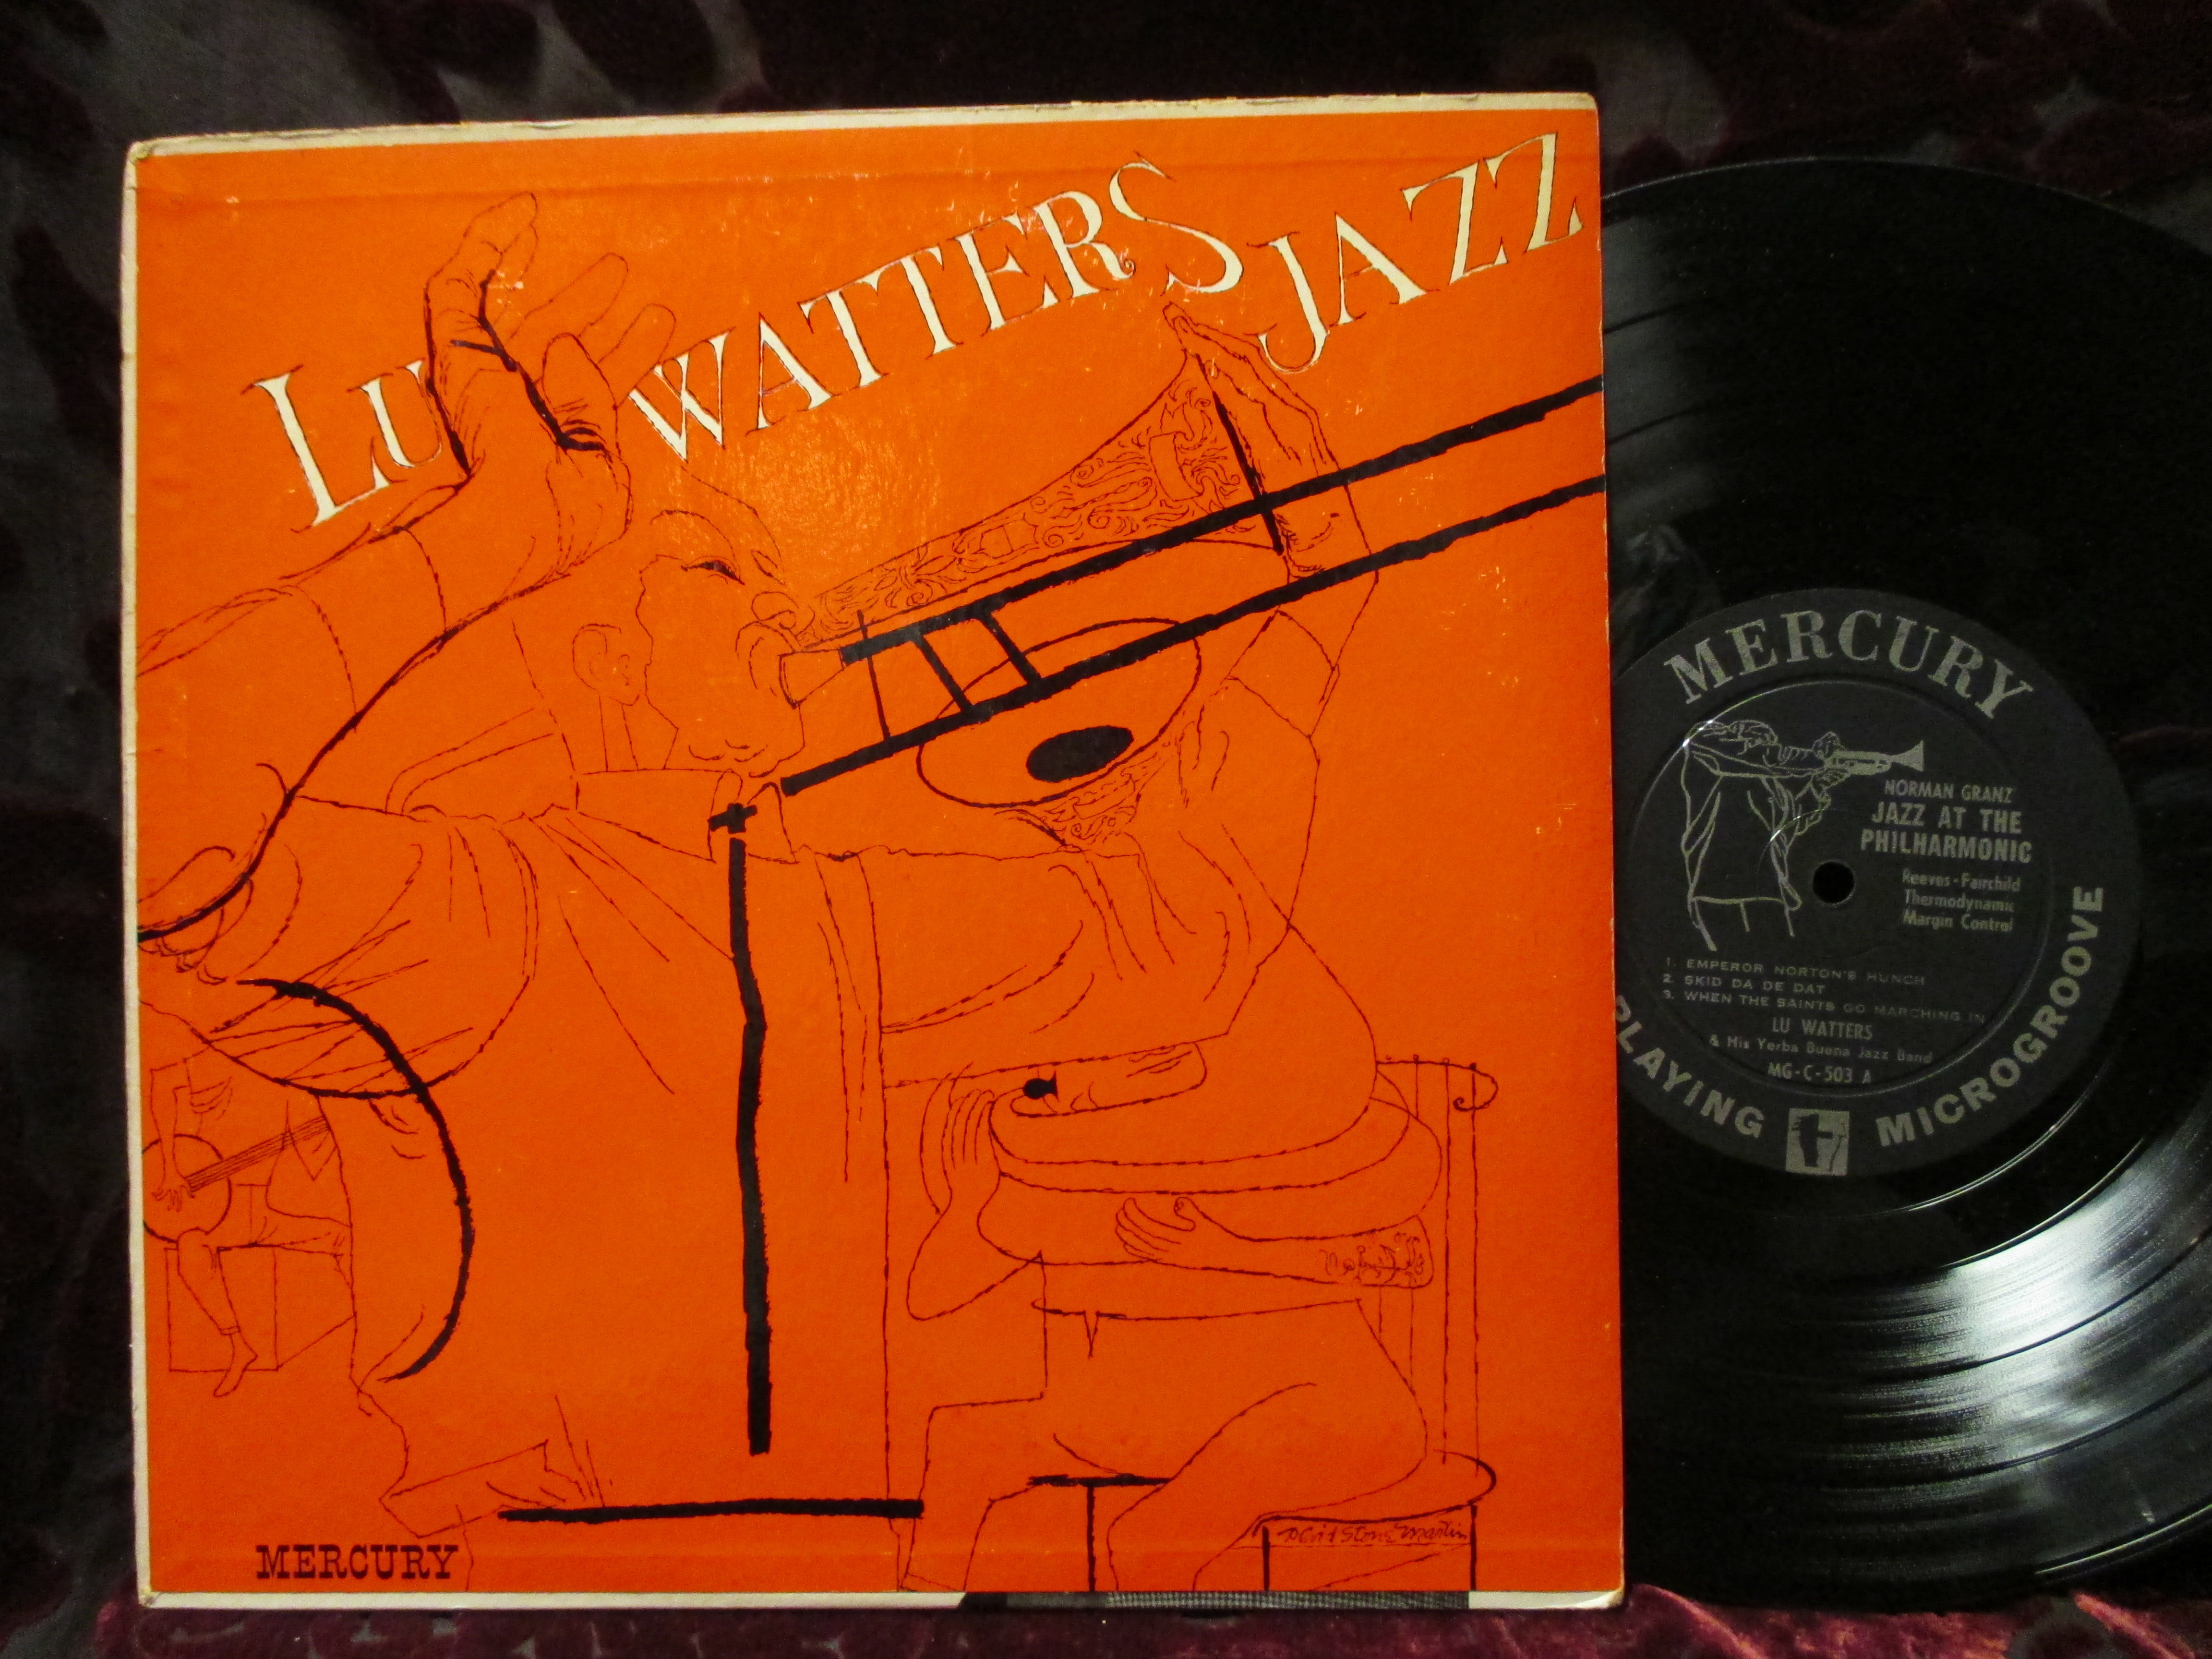 LU WATTERS JAZZ
MERCURY
David Stone Martin
MERCURY
NORMAN GRANZ
JAZZ AT THE
PHILHARMONIC
Reeves-Fairchild
Thermodynamic
Margin Control
1. EMPEROR NORTON'S HUNCH
2. SKID DA DE DAT
3. WHEN THE SAINTS GO MARCHING IN
LU WATTERS
& His Yerba Buena Jazz Band
MG-C-503 A
PLAYING MICROGROOVE